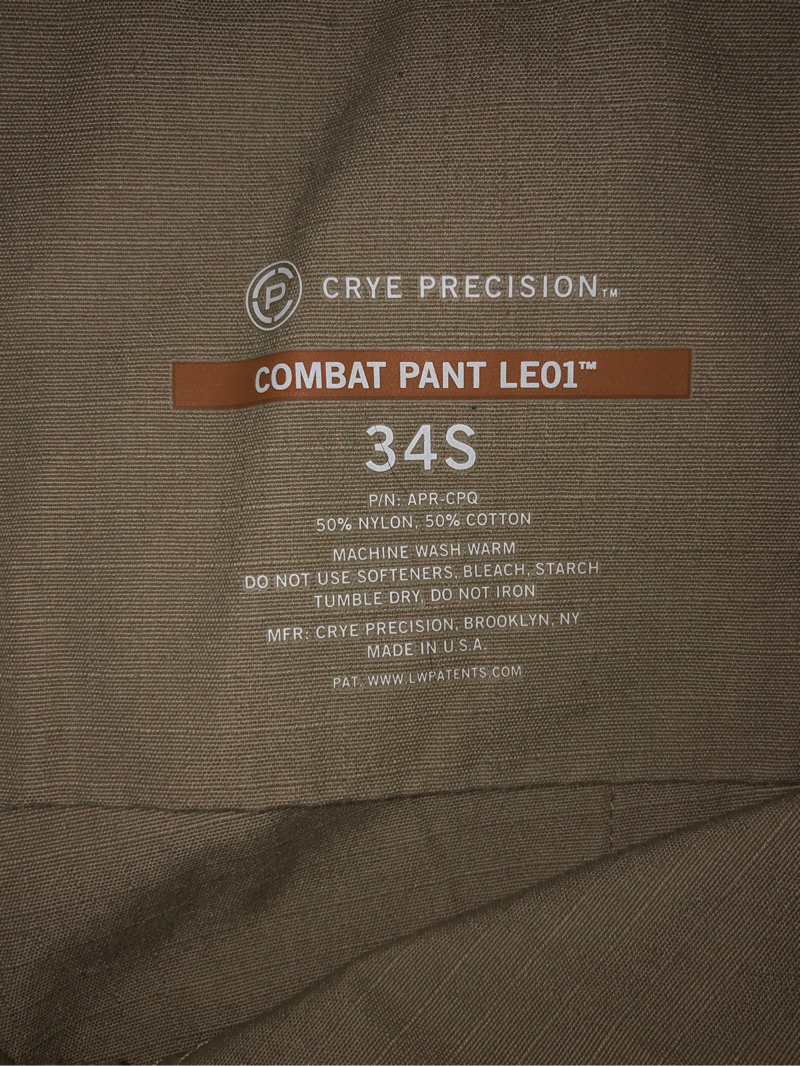 CRYE PRECISION™
COMBAT PANT LE01™
34S
P/N: APR-CPQ
50% NYLON, 50% COTTON
MACHINE WASH WARM
DO NOT USE SOFTENERS, BLEACH, STARCH
TUMBLE DRY, DO NOT IRON
MFR: CRYE PRECISION, BROOKLYN, NY
MADE IN U.S.A.
PAT. WWW.LWPATENTS.COM